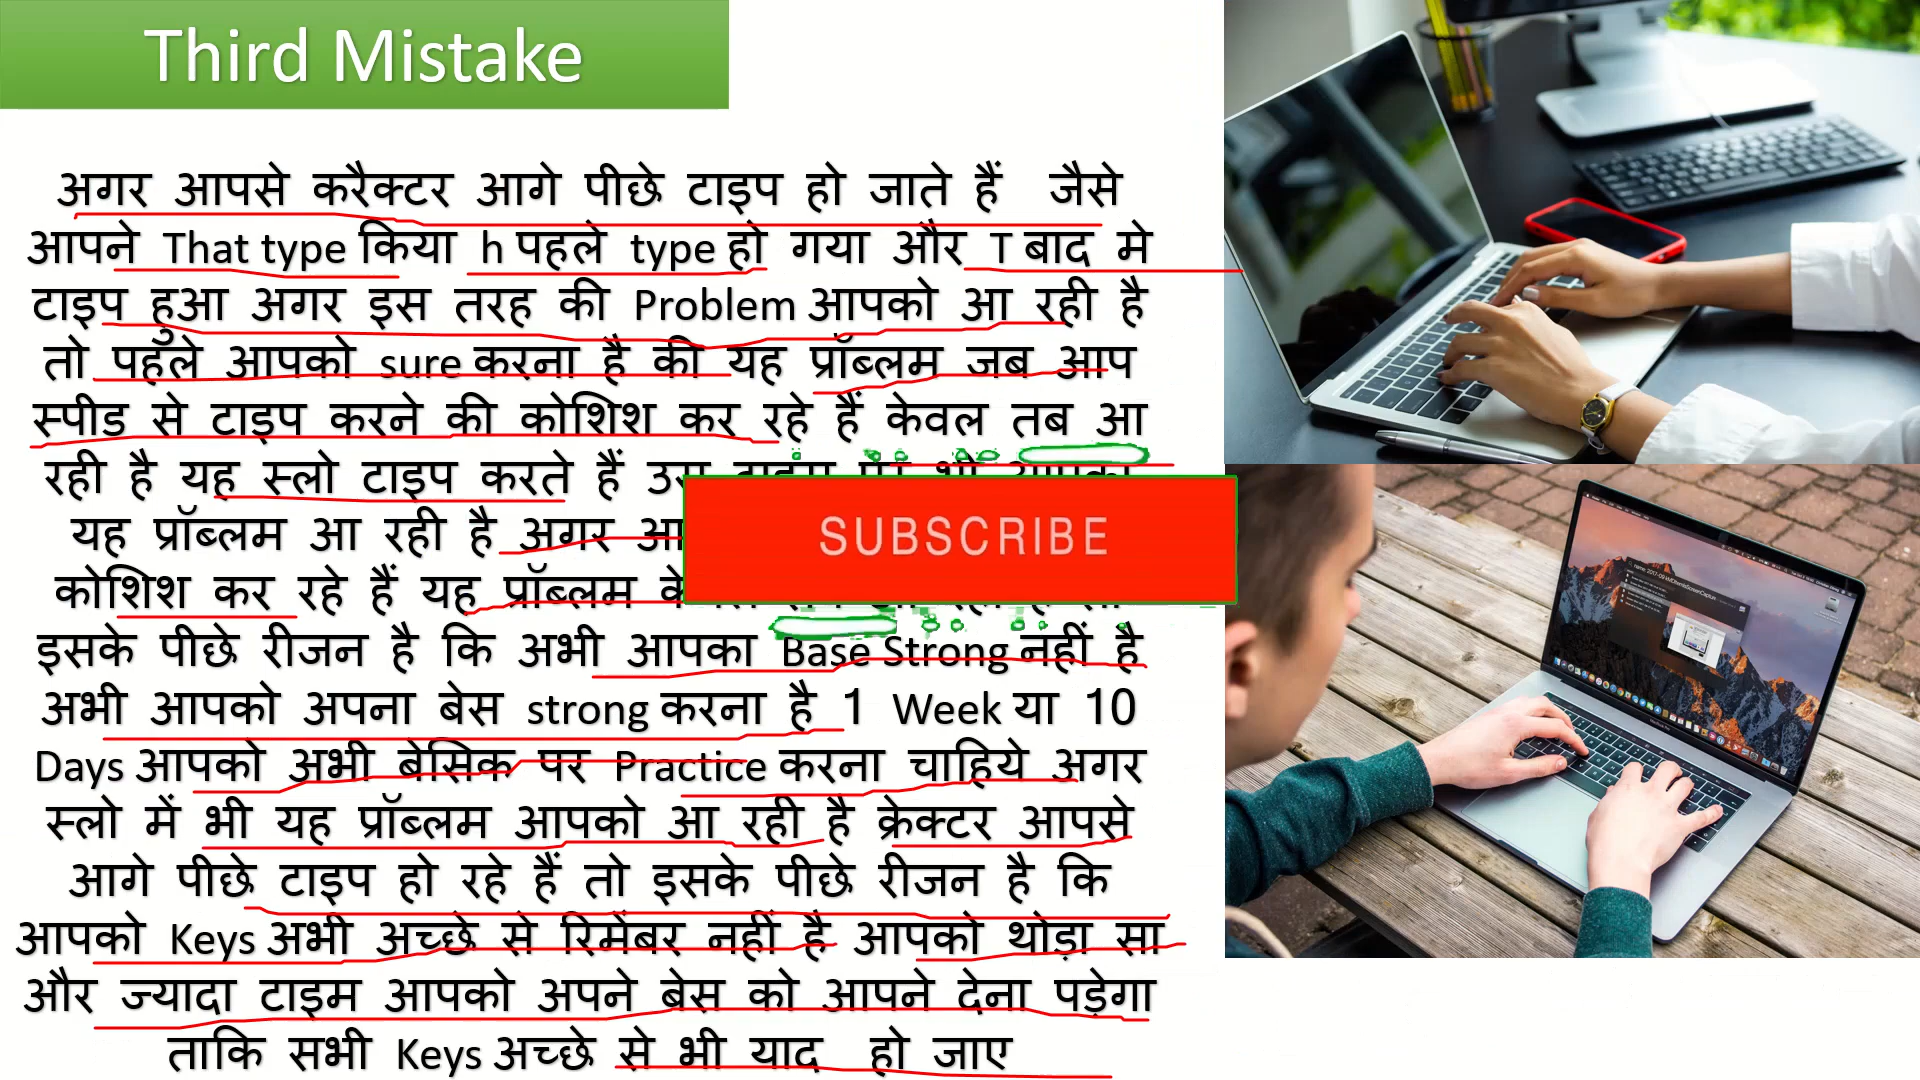 Third Mistake
अगर आपसे करैक्टर आगे पीछे टाइप हो जाते हैं जैसे
आपने That type किया h पहले type हो गया और T बाद मे
टाइप हुआ अगर इस तरह की Problem आपको आ रही है
तो पहले आपको sure करना है की यह प्रॉब्लम जब आप
स्पीड से टाइप करने की कोशिश कर रहे हैं केवल तब आ
रही है यह स्लो टाइप करते हैं
यह प्रॉब्लम आ रही है अगर
SUBSCRIBE
कोशिश कर रहे हैं यह प्रॉब्लम
इसके पीछे रीजन है कि अभी आपका Base Strong नहीं है
अभी आपको अपना बेस strong करना है 1 Week या 10
Days आपको अभी बेसिक पर Practice करना चाहिये अगर
स्लो में भी यह प्रॉब्लम आपको आ रही है क्रेक्टर आपसे
आगे पीछे टाइप हो रहे हैं तो इसके पीछे रीजन है कि
आपको Keys अभी अच्छे से रिमेंबर नहीं है आपको थोड़ा सा
और ज्यादा टाइम आपको अपने बेस को आपने देना पड़ेगा
ताकि सभी Keys अच्छे से भी याद हो जाए